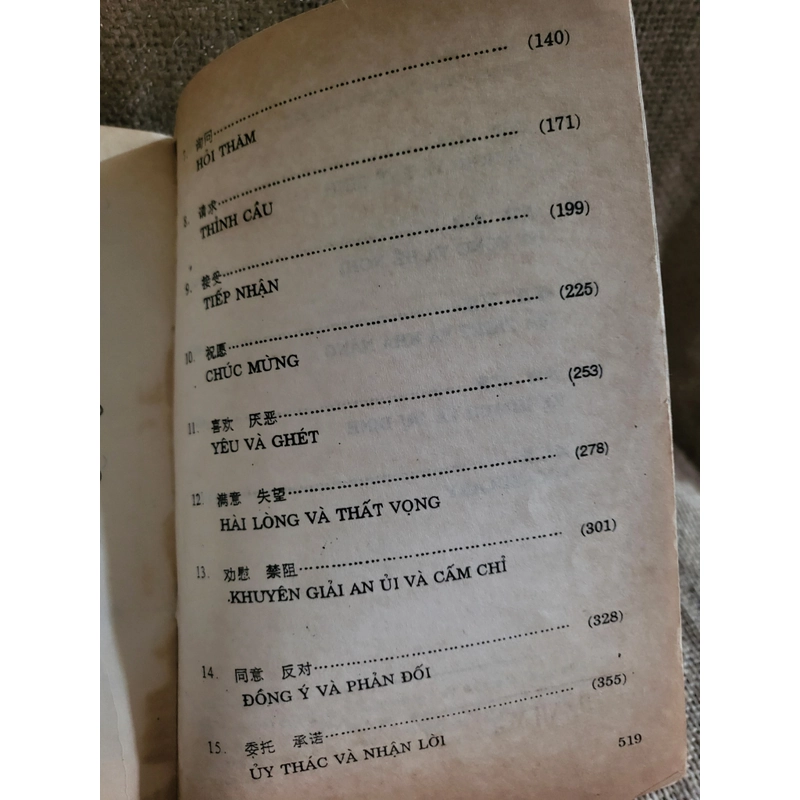 7. 询问 (140)
HỎI THĂM
8. 请求 (171)
THỈNH CẦU
9. 接受 (199)
TIẾP NHẬN
10. 祝愿 (225)
CHÚC MỪNG
11. 喜欢 厌恶 (253)
YÊU VÀ GHÉT
12. 满意 失望 (278)
HÀI LÒNG VÀ THẤT VỌNG
13. 劝慰 禁阻 (301)
KHUYÊN GIẢI AN ỦI VÀ CẤM CHỈ
14. 同意 反对 (328)
ĐỒNG Ý VÀ PHẢN ĐỐI
15. 委托 承诺 (355)
ỦY THÁC VÀ NHẬN LỜI
519